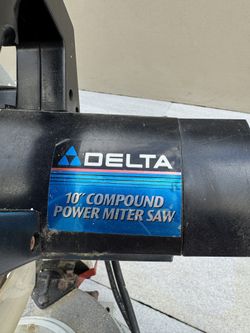 DELTA
10" COMPOUND
POWER MITER SAW